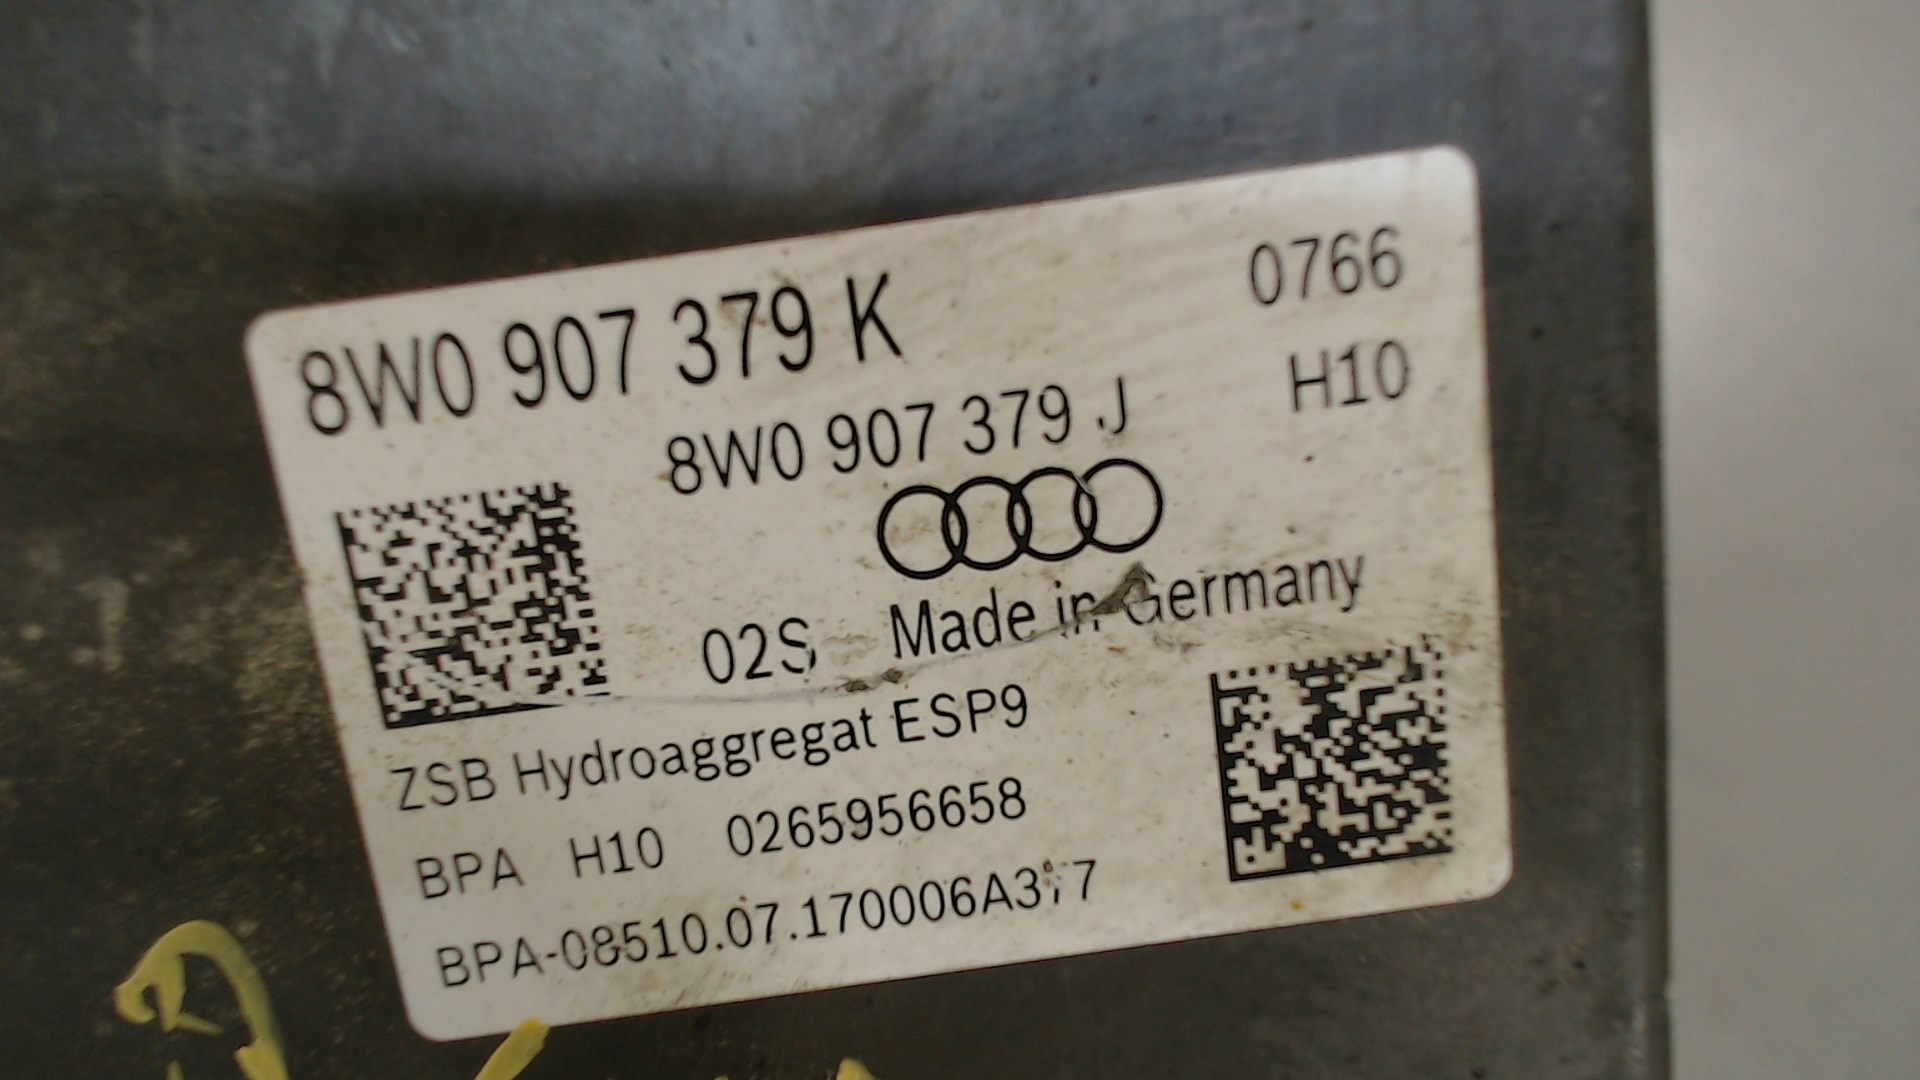 8W0 907 379 K 0766
8W0 907 379 J H10
02S Made in Germany
ZSB Hydroaggregat ESP9
BPA H10 0265956658